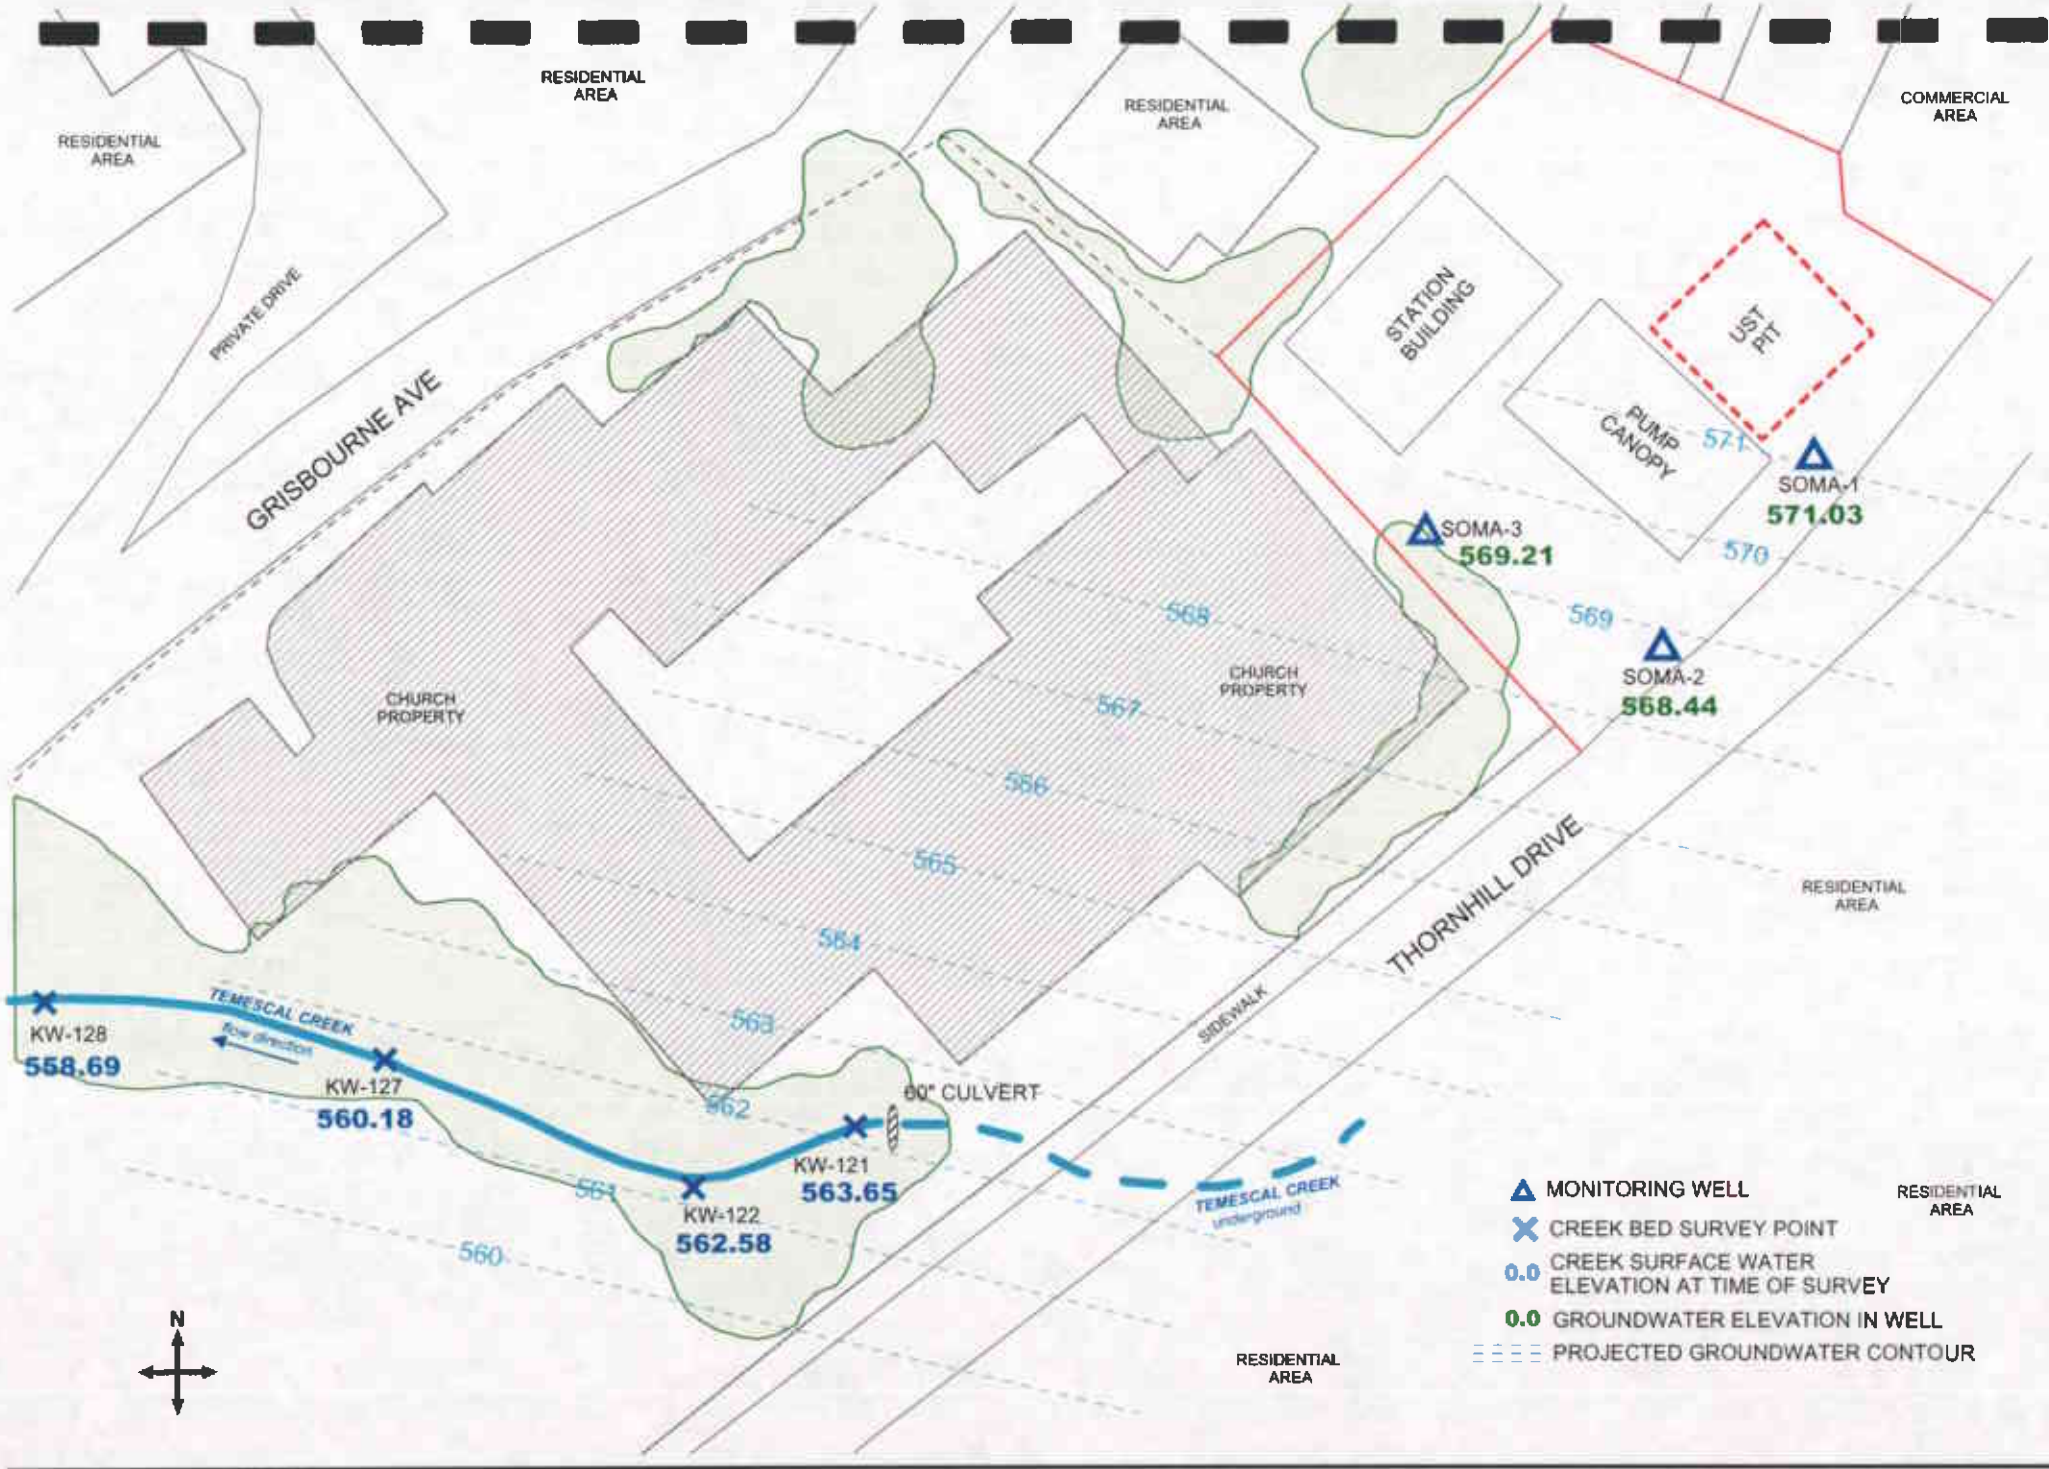 RESIDENTIAL
AREA
RESIDENTIAL
AREA
RESIDENTIAL
AREA
COMMERCIAL
AREA
PRIVATE DRIVE
GRISBOURNE AVE
STATION
BUILDING
UST
PIT
PUMP
CANOPY
571
SOMA-1
571.03
SOMA-3
569.21
570
569
SOMA-2
568.44
568
CHURCH
PROPERTY
CHURCH
PROPERTY
567
566
565
564
563
562
561
560
THORNHILL DRIVE
SIDEWALK
RESIDENTIAL
AREA
TEMESCAL CREEK
flow direction
KW-128
558.69
KW-127
560.18
60" CULVERT
KW-121
563.65
KW-122
562.58
TEMESCAL CREEK
underground
MONITORING WELL
CREEK BED SURVEY POINT
0.0 CREEK SURFACE WATER
ELEVATION AT TIME OF SURVEY
0.0 GROUNDWATER ELEVATION IN WELL
PROJECTED GROUNDWATER CONTOUR
RESIDENTIAL
AREA
RESIDENTIAL
AREA
N